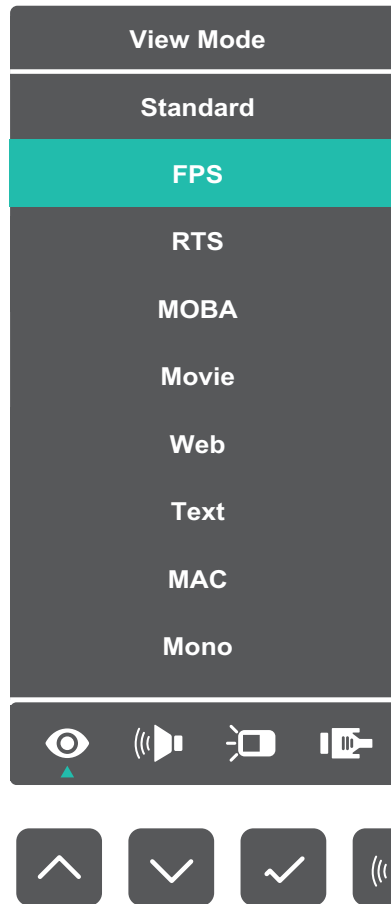 View Mode
Standard
FPS
RTS
MOBA
Movie
Web
Text
MAC
Mono